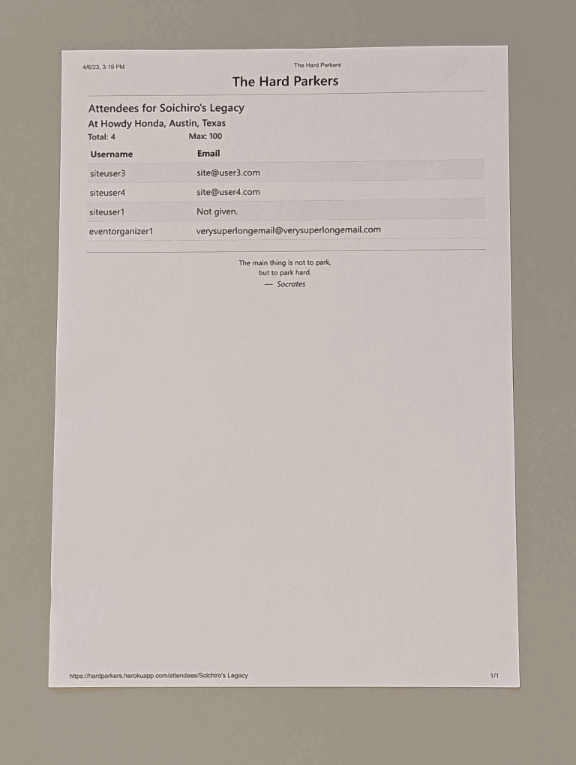 4/6/23, 3:19 PM The Hard Parkers
The Hard Parkers
Attendees for Soichiro's Legacy
At Howdy Honda, Austin, Texas
Total: 4 Max: 100
Username Email
siteuser3 site@user3.com
siteuser4 site@user4.com
siteuser1 Not given.
eventorganizer1 verysuperlongemail@verysuperlongemail.com
The main thing is not to park,
but to park hard.
— Socrates
https://hardparkers.herokuapp.com/attendees/Soichiro's Legacy 1/1